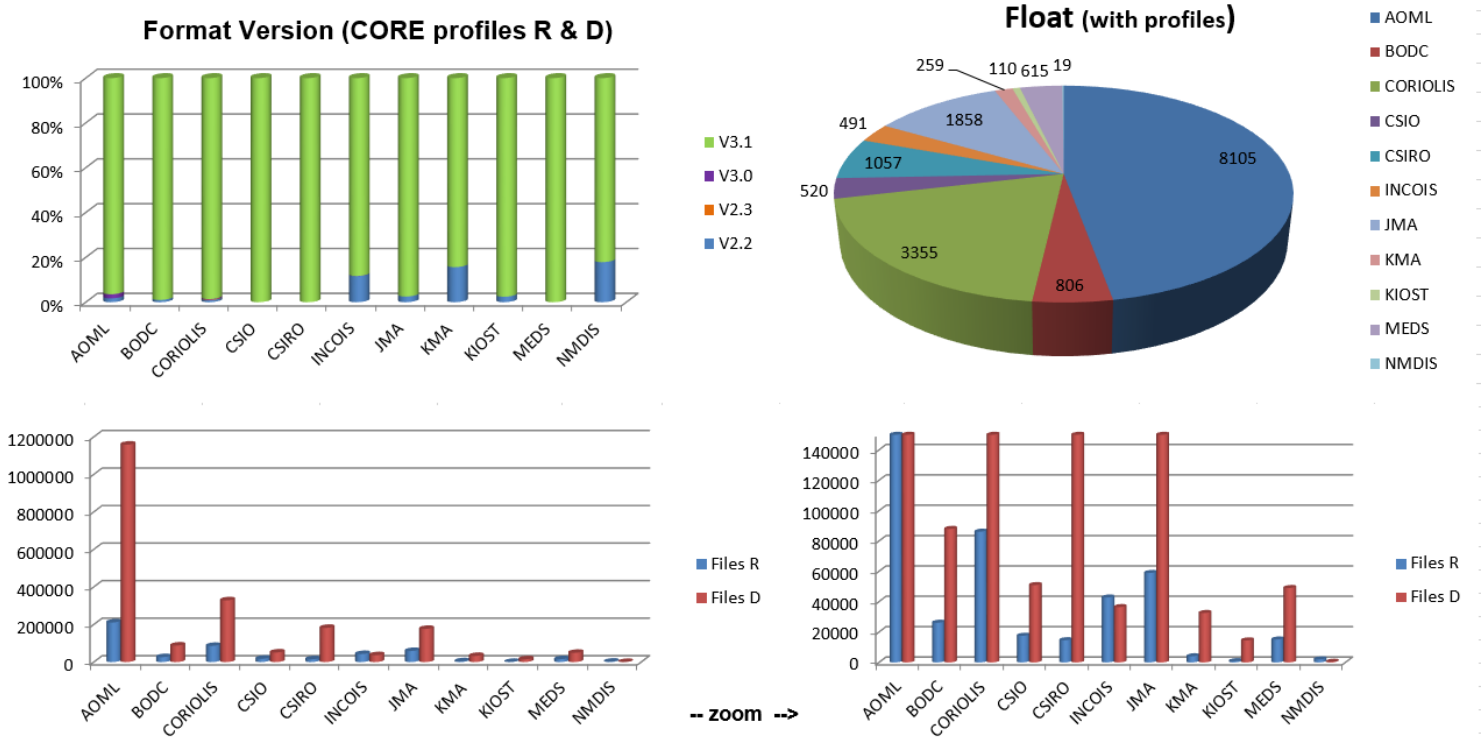 Format Version (CORE profiles R & D)
100%
80%
60%
40%
20%
0%
AOML
BODC
CORIOLIS
CSIO
CSIRO
INCOIS
JMA
KMA
KIOST
MEDS
NMDIS
V3.1
V3.0
V2.3
V2.2
Float (with profiles)
259
110
615
19
491
1858
8105
1057
520
3355
806
AOML
BODC
CORIOLIS
CSIO
CSIRO
INCOIS
JMA
KMA
KIOST
MEDS
NMDIS
1200000
1000000
800000
600000
400000
200000
0
AOML
BODC
CORIOLIS
CSIO
CSIRO
INCOIS
JMA
KMA
KIOST
MEDS
NMDIS
Files R
Files D
-- zoom -->
140000
120000
100000
80000
60000
40000
20000
0
AOML
BODC
CORIOLIS
CSIO
CSIRO
INCOIS
JMA
KMA
KIOST
MEDS
NMDIS
Files R
Files D